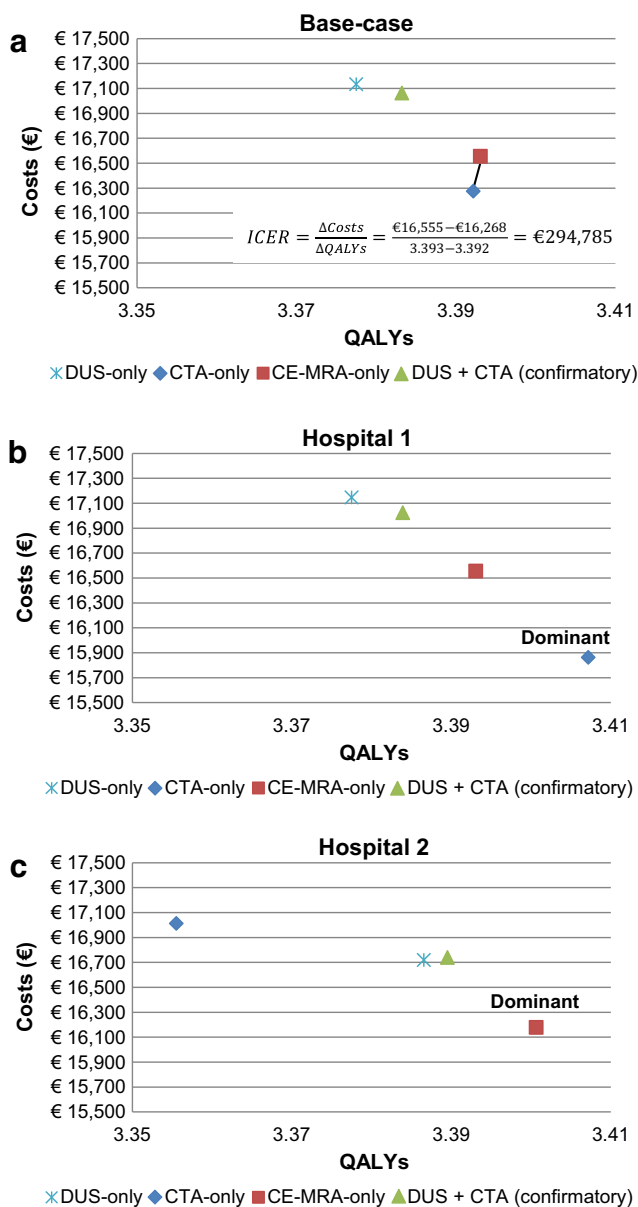 a
Base-case
€ 17,500
€ 17,300
€ 17,100
€ 16,900
€ 16,700
€ 16,500
€ 16,300
€ 16,100
€ 15,900
€ 15,700
€ 15,500
Costs (€)
ICER = ΔCosts/ΔQALYs = €16,555−€16,268/3.393−3.392 = €294,785
3.35 3.37 3.39 3.41
QALYs
DUS-only CTA-only CE-MRA-only DUS + CTA (confirmatory)
b
Hospital 1
€ 17,500
€ 17,300
€ 17,100
€ 16,900
€ 16,700
€ 16,500
€ 16,300
€ 16,100
€ 15,900
€ 15,700
€ 15,500
Costs (€)
Dominant
3.35 3.37 3.39 3.41
QALYs
DUS-only CTA-only CE-MRA-only DUS + CTA (confirmatory)
c
Hospital 2
€ 17,500
€ 17,300
€ 17,100
€ 16,900
€ 16,700
€ 16,500
€ 16,300
€ 16,100
€ 15,900
€ 15,700
€ 15,500
Costs (€)
Dominant
3.35 3.37 3.39 3.41
QALYs
DUS-only CTA-only CE-MRA-only DUS + CTA (confirmatory)